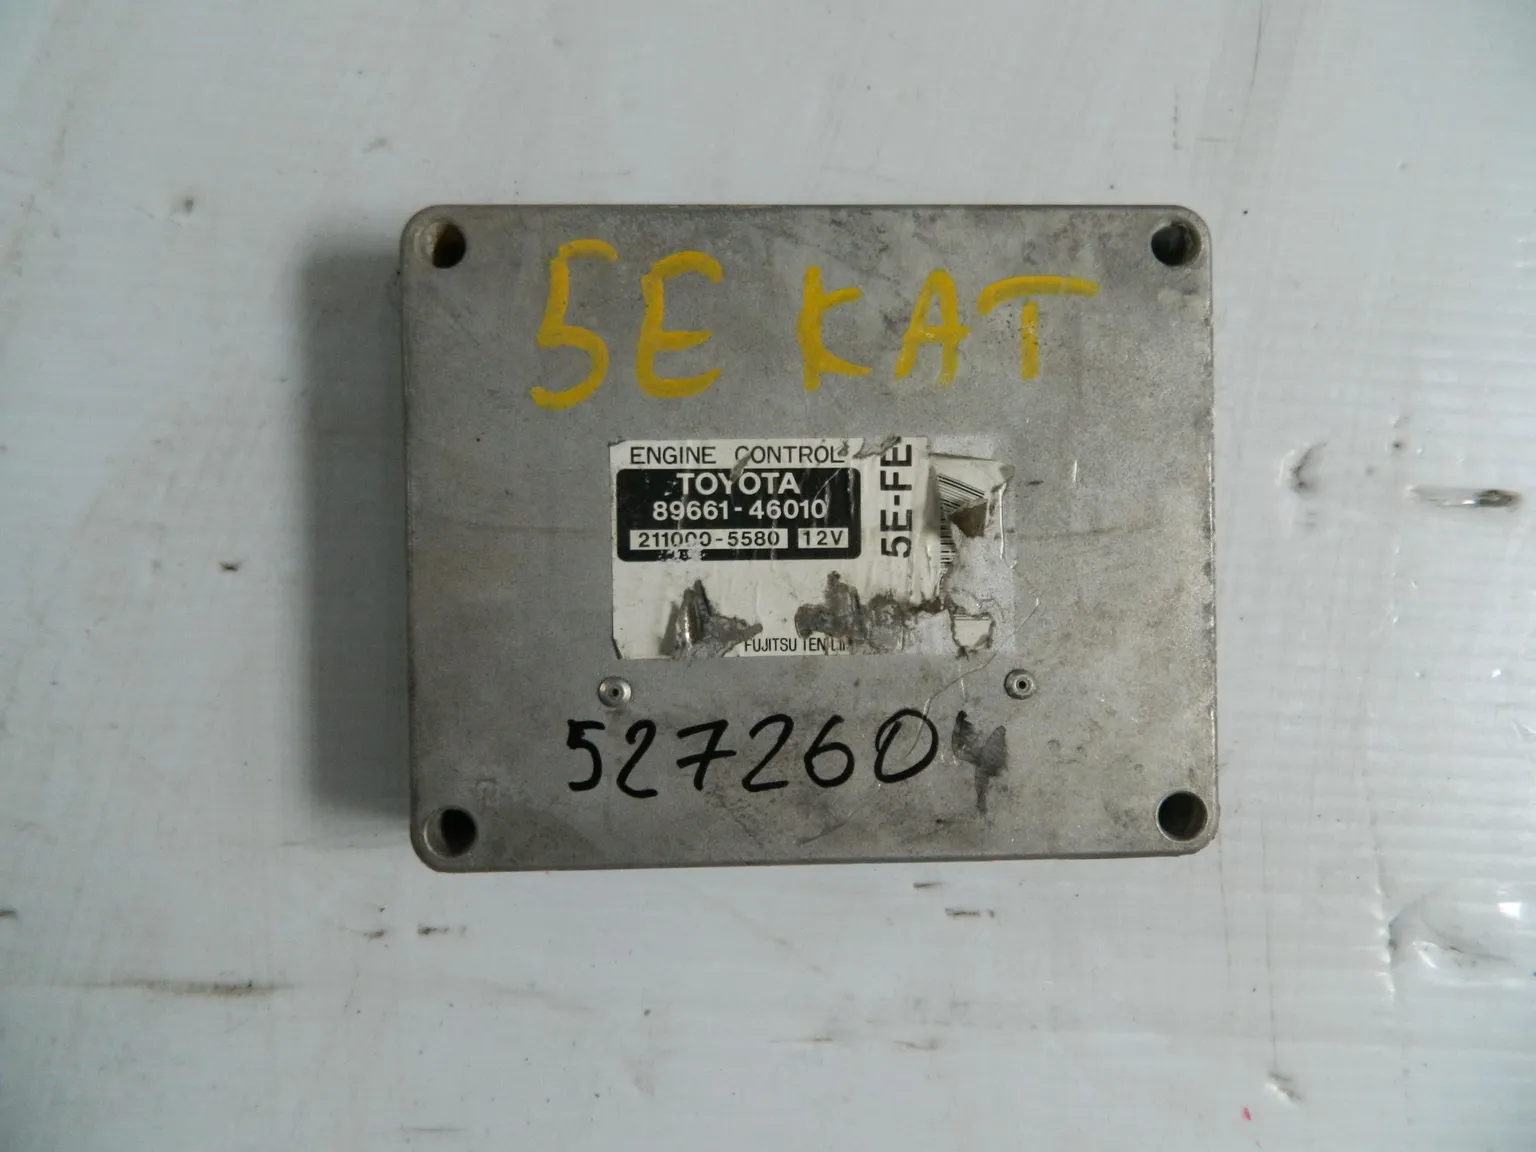 5E KAT
ENGINE CONTROL
TOYOTA
89661-46010
211000-5580 12V
5E-FE
FUJITSU TEN
527260